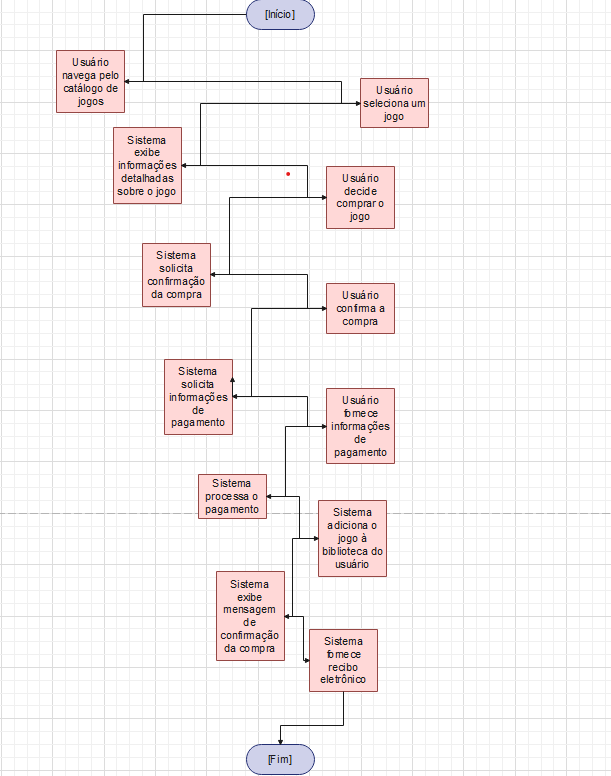 [Início]
Usuário
navega pelo
catálogo de
jogos
Usuário
seleciona um
jogo
Sistema
exibe
informações
detalhadas
sobre o jogo
Usuário
decide
comprar o
jogo
Sistema
solicita
confirmação
da compra
Usuário
confirma a
compra
Sistema
solicita
informações
de
pagamento
Usuário
fornece
informações
de
pagamento
Sistema
processa o
pagamento
Sistema
adiciona o
jogo à
biblioteca do
usuário
Sistema
exibe
mensagem
de
confirmação
da compra
Sistema
fornece
recibo
eletrônico
[Fim]